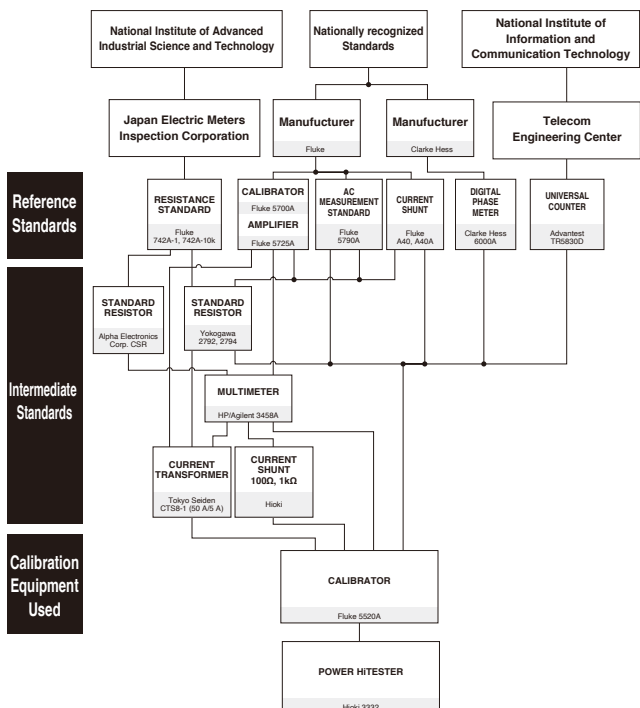 National Institute of Advanced
Industrial Science and Technology
Nationally recognized
Standards
National Institute of
Information and
Communication Technology
Japan Electric Meters
Inspection Corporation
Manufucturer
Fluke
Manufucturer
Clarke Hess
Telecom
Engineering Center
Reference
Standards
RESISTANCE
STANDARD
Fluke
742A-1, 742A-10k
CALIBRATOR
Fluke 5700A
AMPLIFIER
Fluke 5725A
AC
MEASUREMENT
STANDARD
Fluke
5790A
CURRENT
SHUNT
Fluke
A40, A40A
DIGITAL
PHASE
METER
Clarke Hess
6000A
UNIVERSAL
COUNTER
Advantest
TR5830D
Intermediate
Standards
STANDARD
RESISTOR
Alpha Electronics
Corp. CSR
STANDARD
RESISTOR
Yokogawa
2792, 2794
MULTIMETER
HP/Agilent 3458A
CURRENT
TRANSFORMER
Tokyo Seiden
CTS8-1 (50 A/5 A)
CURRENT
SHUNT
100Ω, 1kΩ
Hioki
Calibration
Equipment
Used
CALIBRATOR
Fluke 5520A
POWER HiTESTER
Hioki 3332